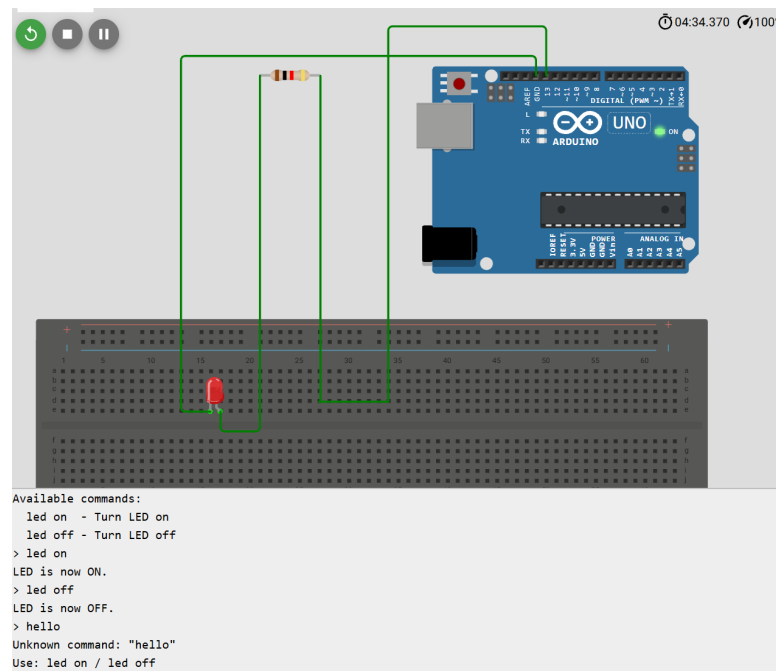 04:34.370 100%
AREF GND 13 12 ~11 ~10 ~9 8 7 ~6 ~5 4 ~3 2 TX→1 RX←0
DIGITAL (PWM ~)
L
UNO
TX
RX
ON
ARDUINO
IOREF RESET 3.3V 5V GND GND Vin
POWER
ANALOG IN
A0 A1 A2 A3 A4 A5
+ +
1 5 10 15 20 25 30 35 40 45 50 55 60
a a
b b
c c
d d
e e
f f
g g
h h
Available commands:
  led on  - Turn LED on
  led off - Turn LED off
> led on
LED is now ON.
> led off
LED is now OFF.
> hello
Unknown command: "hello"
Use: led on / led off